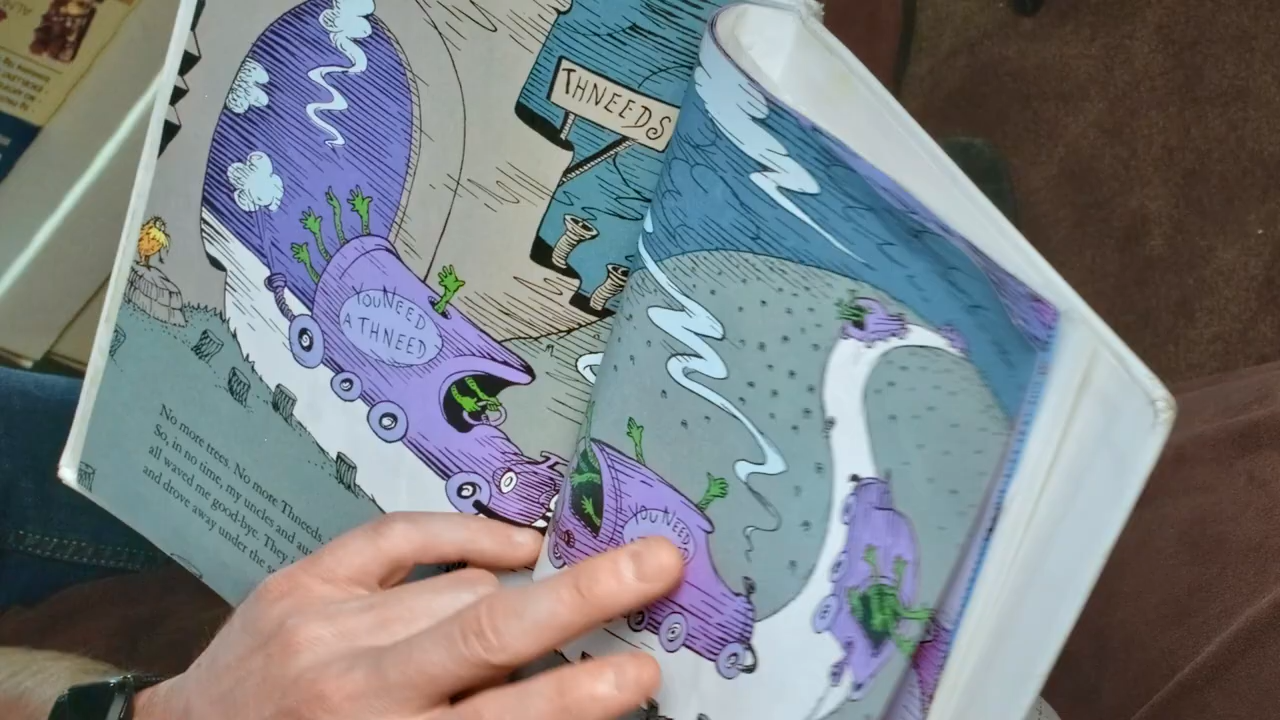 THNEEDS
YOU NEED
A THNEED
No more trees. No more Thneeds.
So, in no time, my uncles and au
all waved me good-bye. They
and drove away under the s
YOU NEED